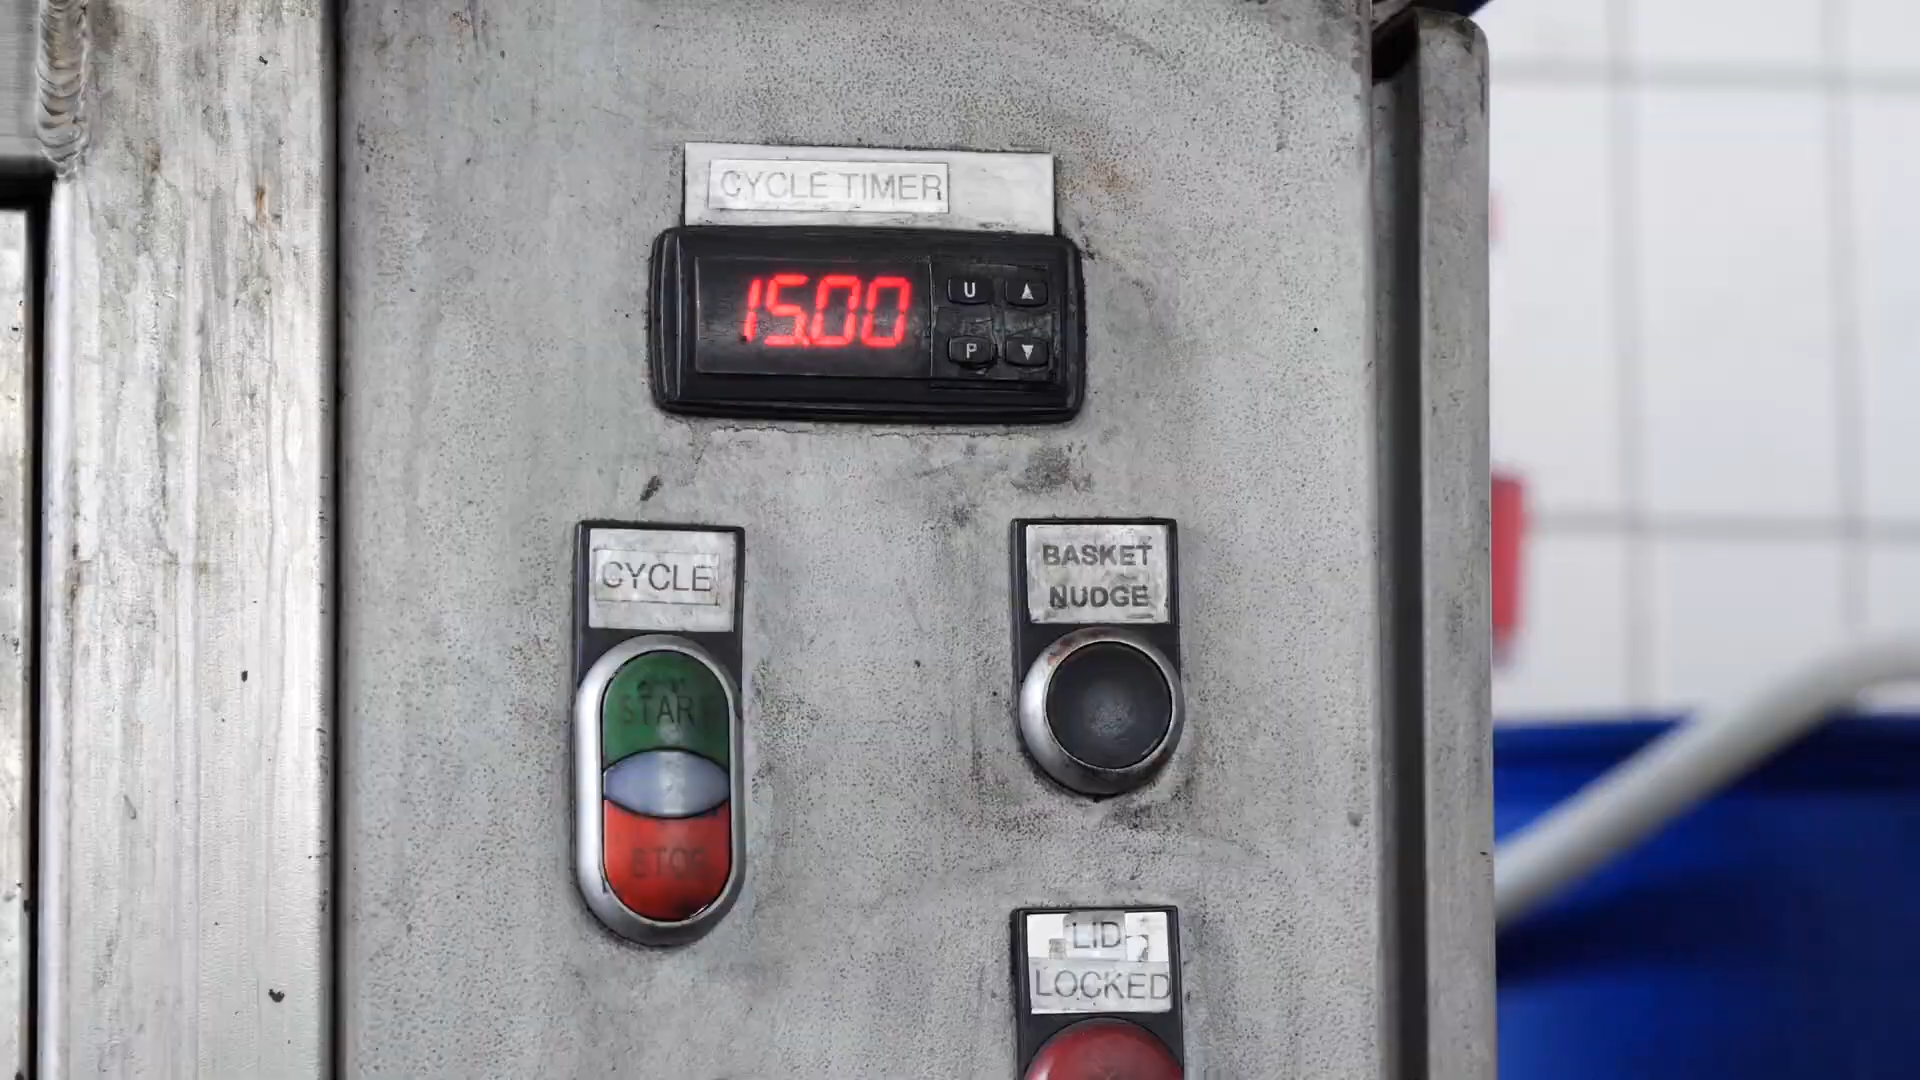 CYCLE TIMER
15.00
U
P
CYCLE
START
STOP
BASKET
NUDGE
LID
LOCKED